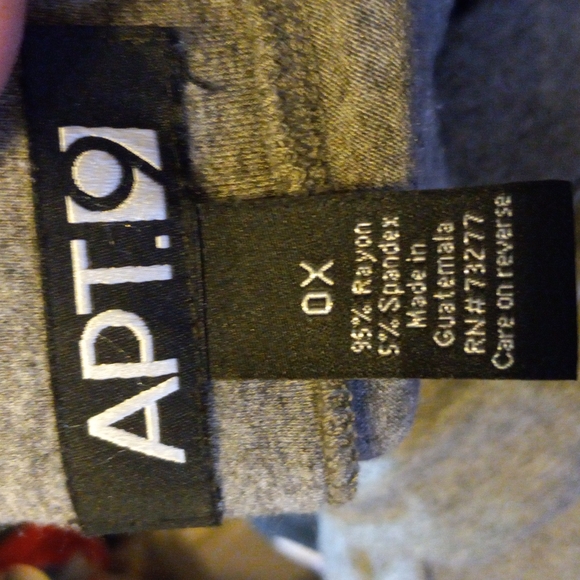 APT.9
0X
95% Rayon
5% Spandex
Made in
Guatemala
RN#73277
Care on reverse